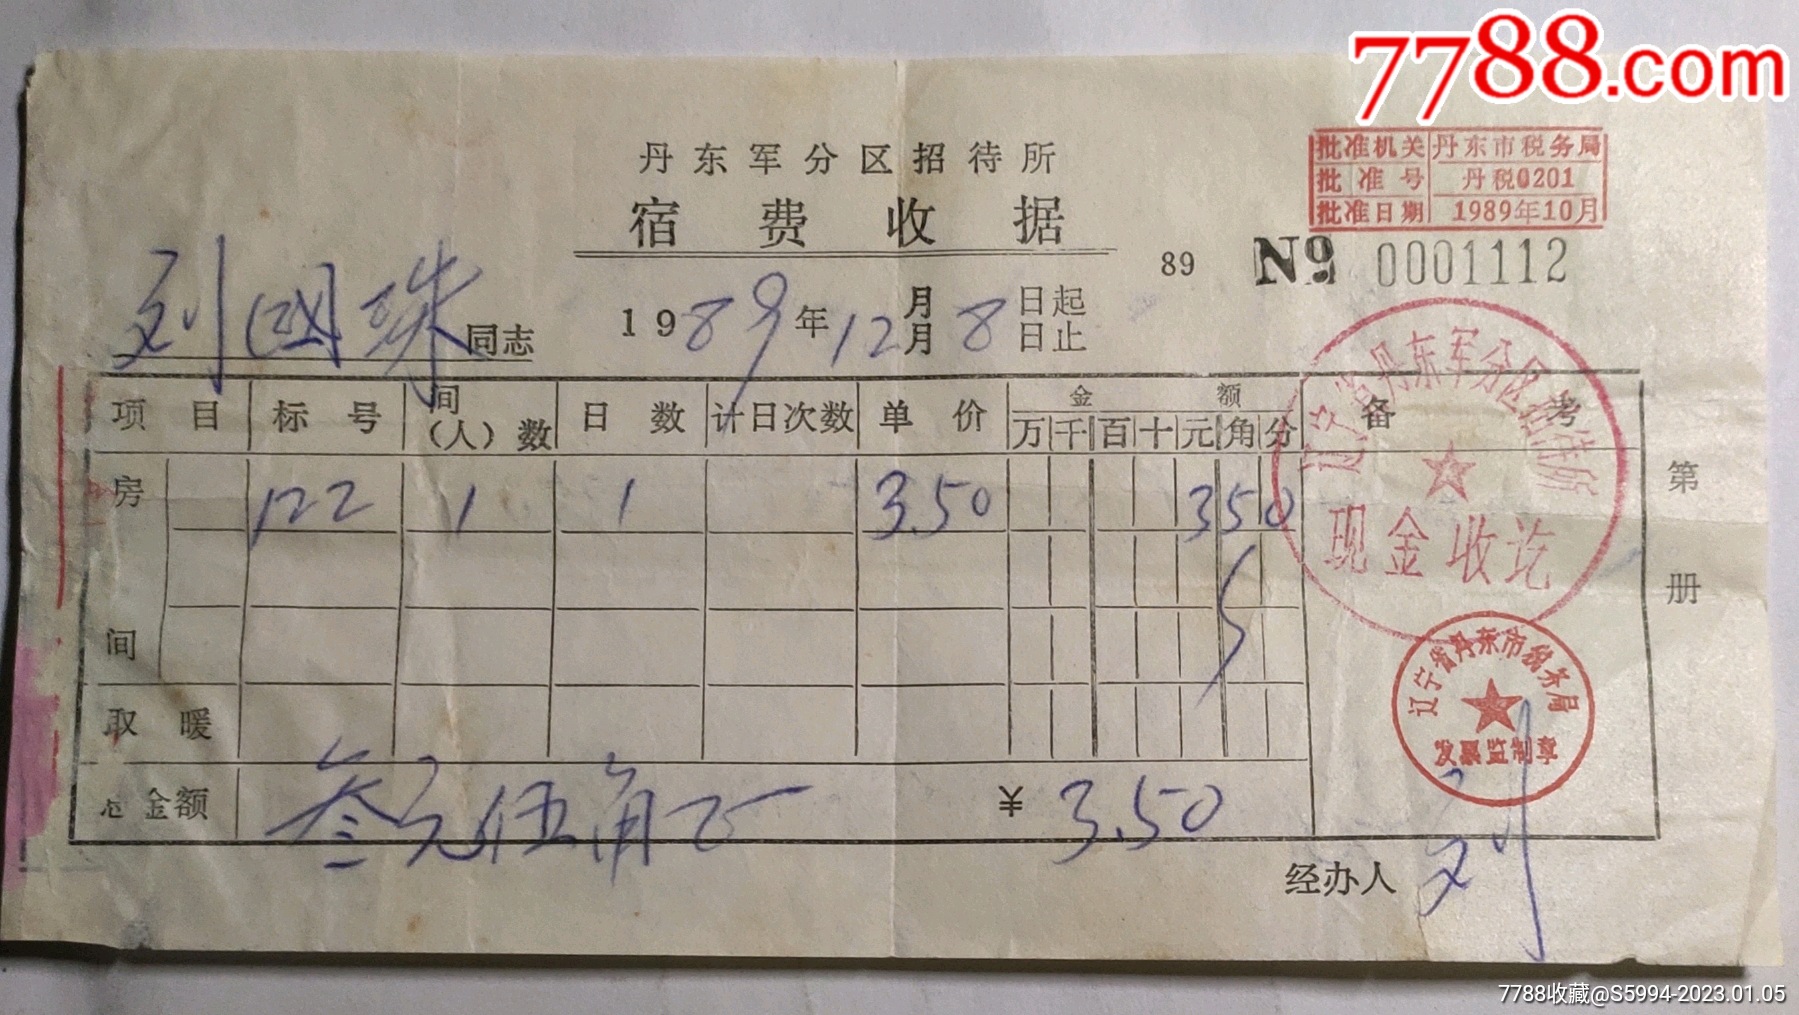 7788.com
批准机关 丹东市税务局
批准号 丹税0201
批准日期 1989年10月
丹东军分区招待所
宿费收据
89 № 0001112
刘国珠同志 1989年12月8日起
月 日止
项目 标号 间(人)数 日数 计日次数 单价 金额 备考
万 千 百 十 元 角 分
房间 122 1 1 3.50 3 5 0
取暖
总金额 叁元伍角正 ¥3.50
第 册
辽宁省丹东军分区招待所
现金收讫
辽宁省丹东市税务局
发票监制章
经办人 刘
7788收藏@S5994-2023.01.05